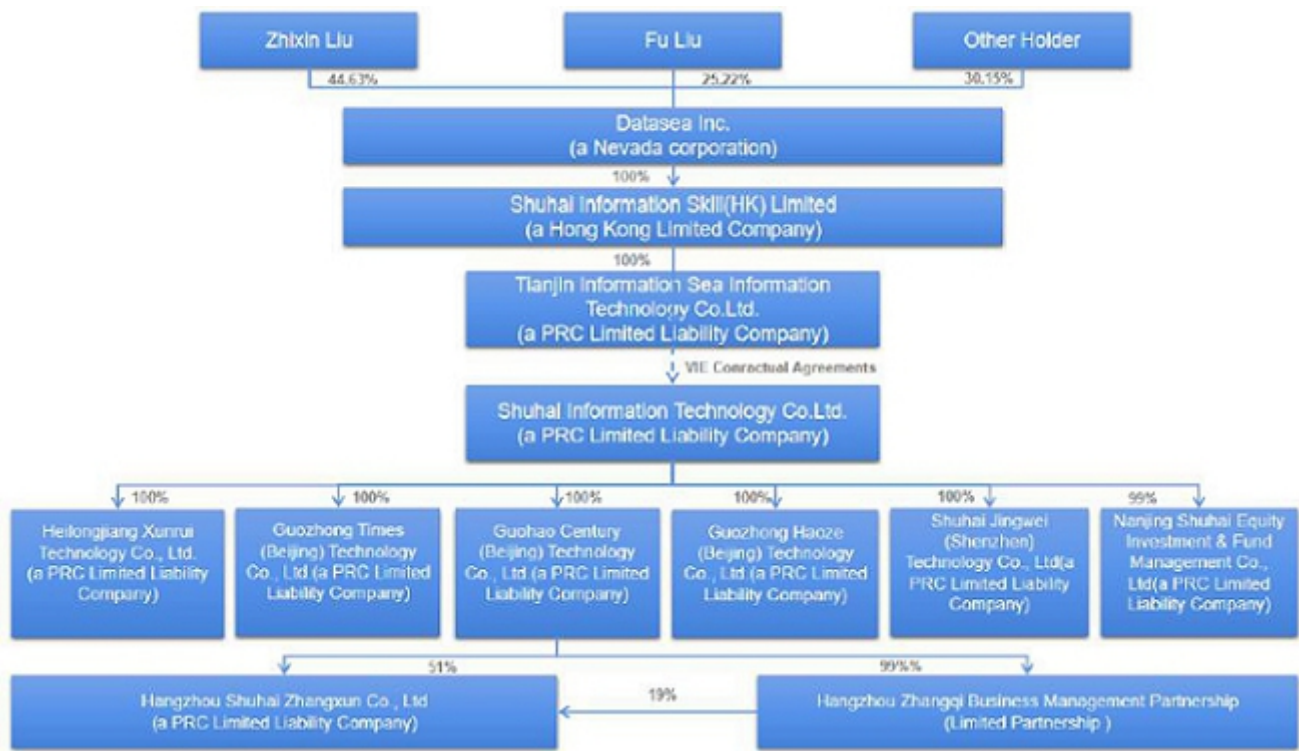 Zhixin Liu
Fu Liu
Other Holder
44.63%
25.22%
30.15%
Datasea Inc.
(a Nevada corporation)
100%
Shuhai Information Skill(HK) Limited
(a Hong Kong Limited Company)
100%
Tianjin Information Sea Information
Technology Co.Ltd.
(a PRC Limited Liability Company)
VIE Conractual Agreements
Shuhai Information Technology Co.Ltd.
(a PRC Limited Liability Company)
100%
100%
100%
100%
100%
99%
Heilongjiang Xunrui
Technology Co., Ltd.
(a PRC Limited Liability
Company)
Guozhong Times
(Beijing) Technology
Co., Ltd (a PRC Limited
Liability Company)
Guohao Century
(Beijing) Technology
Co., Ltd (a PRC Limited
Liability Company)
Guozhong Haoze
(Beijing) Technology
Co., Ltd (a PRC Limited
Liability Company)
Shuhai Jingwei
(Shenzhen)
Technology Co., Ltd(a
PRC Limited Liability
Company)
Nanjing Shuhai Equity
Investment & Fund
Management Co.,
Ltd(a PRC Limited
Liability Company)
51%
99%%
Hangzhou Shuhai Zhangxun Co., Ltd
(a PRC Limited Liability Company)
19%
Hangzhou Zhangqi Business Management Partnership
(Limited Partnership )